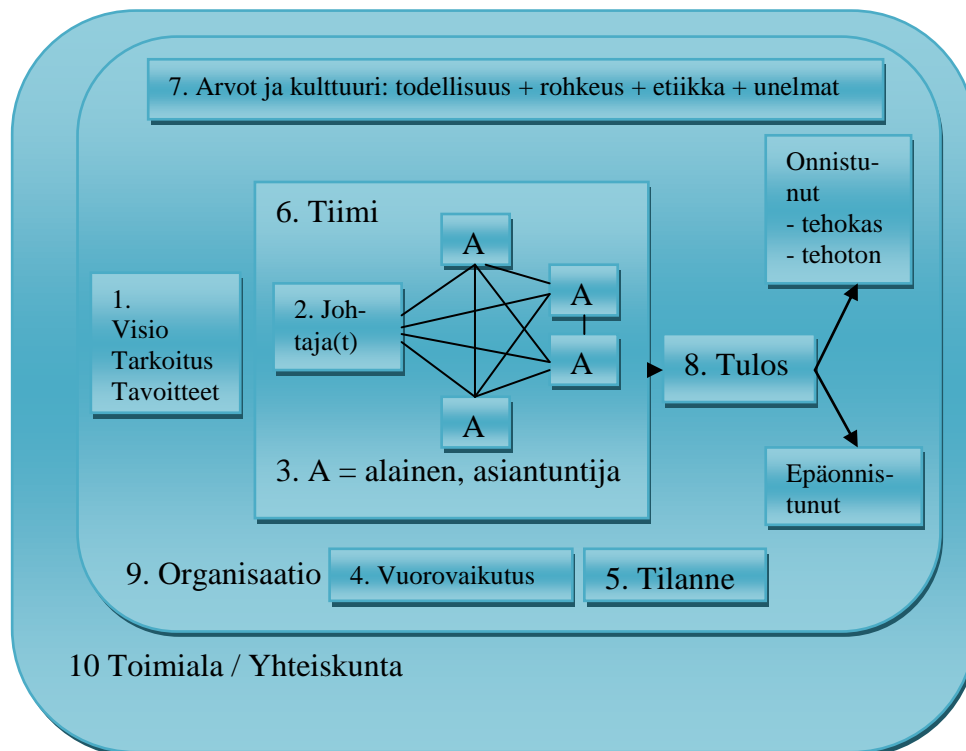 7. Arvot ja kulttuuri: todellisuus + rohkeus + etiikka + unelmat
Onnistu-
nut
- tehokas
- tehoton
6. Tiimi
A
A
A
A
2. Joh-
taja(t)
1.
Visio
Tarkoitus
Tavoitteet
8. Tulos
3. A = alainen, asiantuntija
Epäonnis-
tunut
9. Organisaatio
4. Vuorovaikutus
5. Tilanne
10 Toimiala / Yhteiskunta